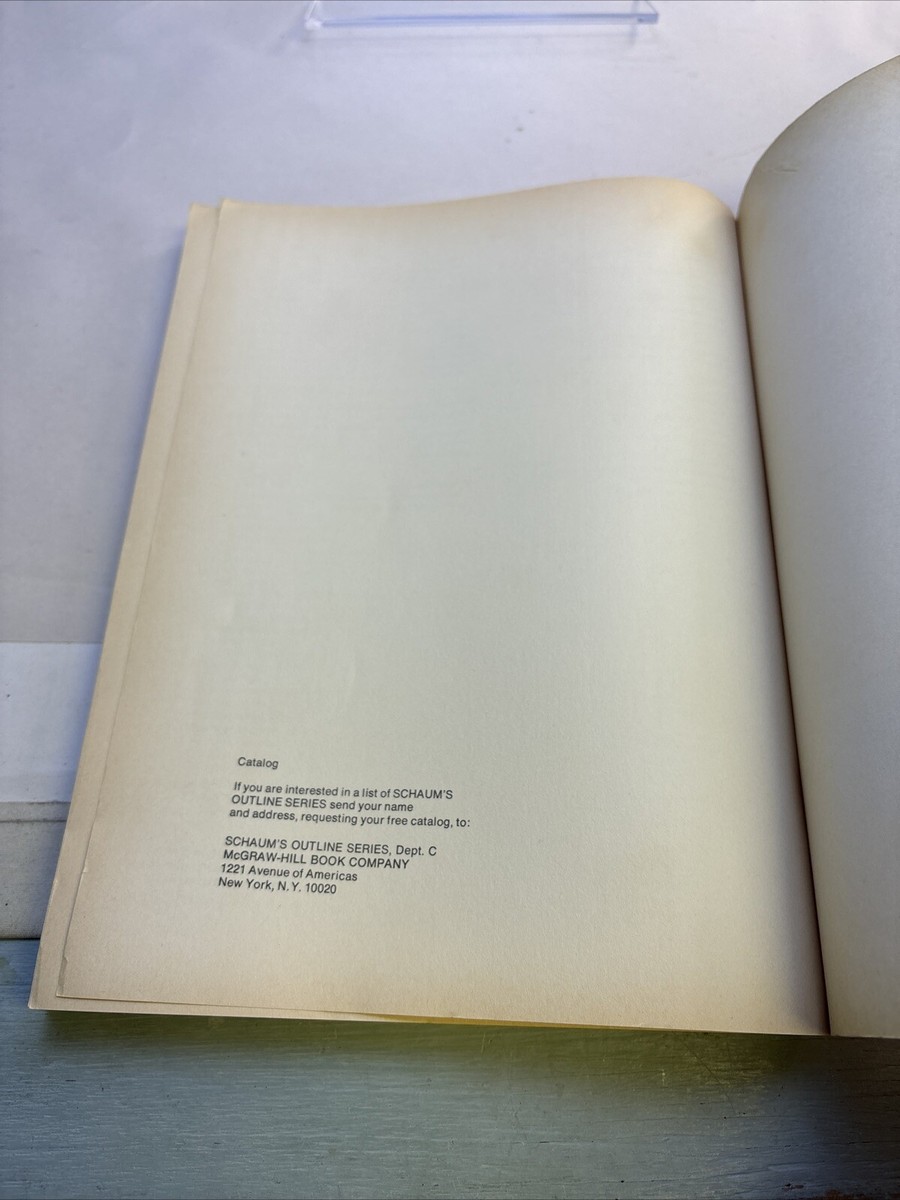 Catalog
If you are interested in a list of SCHAUM'S
OUTLINE SERIES send your name
and address, requesting your free catalog, to:
SCHAUM'S OUTLINE SERIES, Dept. C
McGRAW-HILL BOOK COMPANY
1221 Avenue of Americas
New York, N.Y. 10020